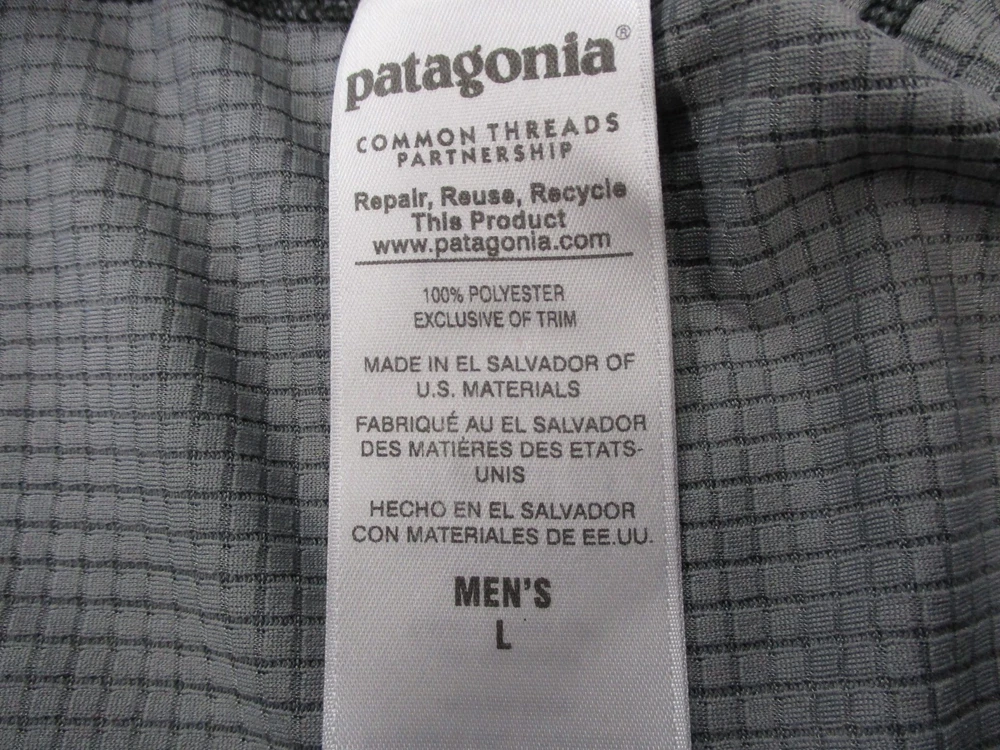 patagonia®
COMMON THREADS
PARTNERSHIP
Repair, Reuse, Recycle
This Product
www.patagonia.com
100% POLYESTER
EXCLUSIVE OF TRIM
MADE IN EL SALVADOR OF
U.S. MATERIALS
FABRIQUÉ AU EL SALVADOR
DES MATIÈRES DES ETATS-
UNIS
HECHO EN EL SALVADOR
CON MATERIALES DE EE.UU.
MEN'S
L